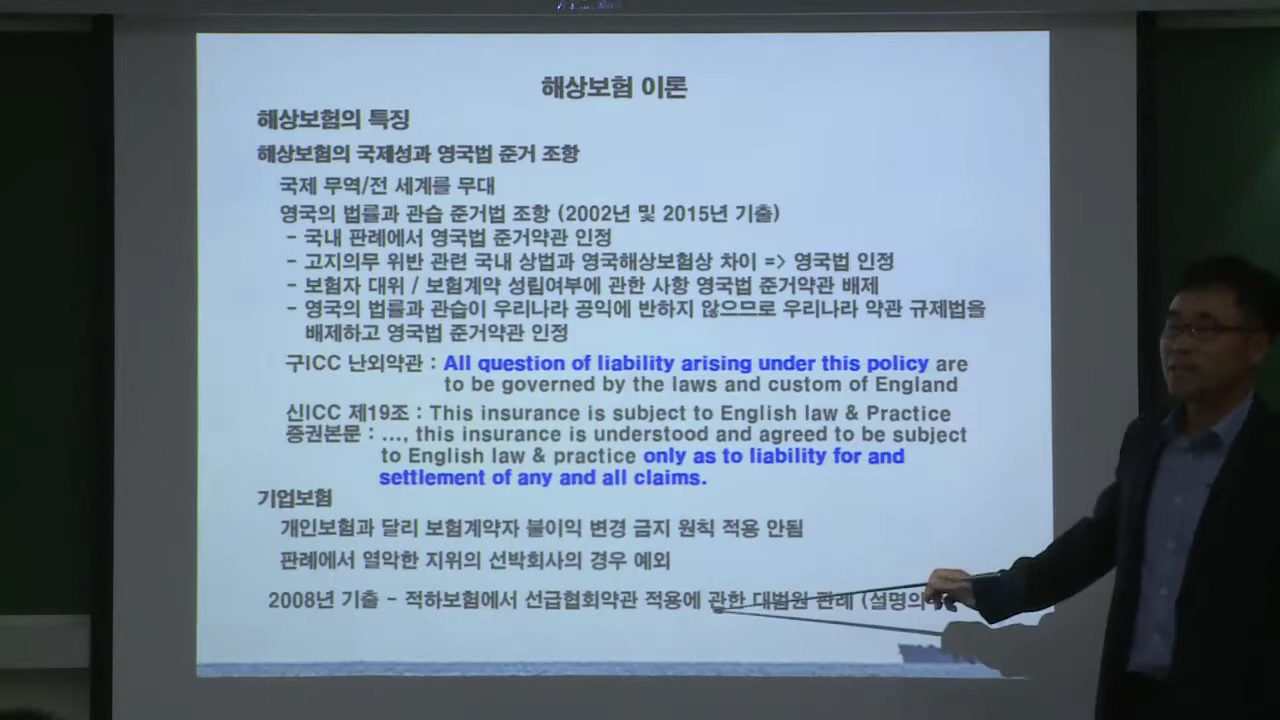 해상보험 이론
해상보험의 특징
해상보험의 국제성과 영국법 준거 조항
국제 무역/전 세계를 무대
영국의 법률과 관습 준거법 조항 (2002년 및 2015년 기출)
- 국내 판례에서 영국법 준거약관 인정
- 고지의무 위반 관련 국내 상법과 영국해상보험상 차이 => 영국법 인정
- 보험자 대위 / 보험계약 성립여부에 관한 사항 영국법 준거약관 배제
- 영국의 법률과 관습이 우리나라 공익에 반하지 않으므로 우리나라 약관 규제법을
배제하고 영국법 준거약관 인정
구ICC 난외약관 : All question of liability arising under this policy are
to be governed by the laws and custom of England
신ICC 제19조 : This insurance is subject to English law & Practice
증권본문 : ..., this insurance is understood and agreed to be subject
to English law & practice only as to liability for and
settlement of any and all claims.
기업보험
개인보험과 달리 보험계약자 불이익 변경 금지 원칙 적용 안됨
판례에서 열악한 지위의 선박회사의 경우 예외
2008년 기출 - 적하보험에서 선급협회약관 적용에 관한 대법원 판례 (설명의